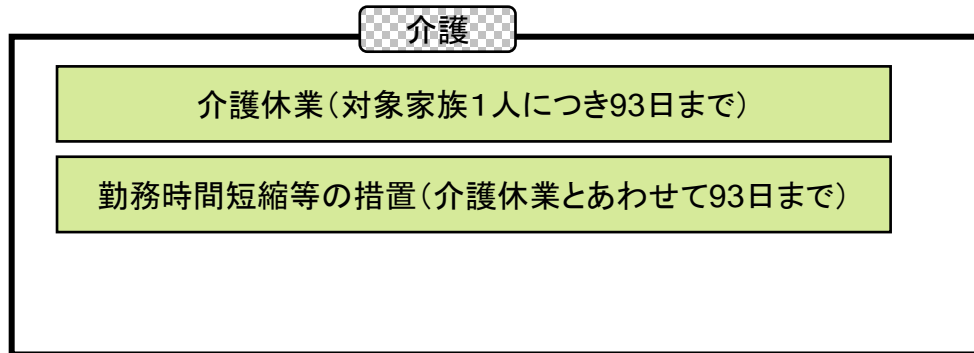 介護
介護休業（対象家族１人につき93日まで）
勤務時間短縮等の措置（介護休業とあわせて93日まで）